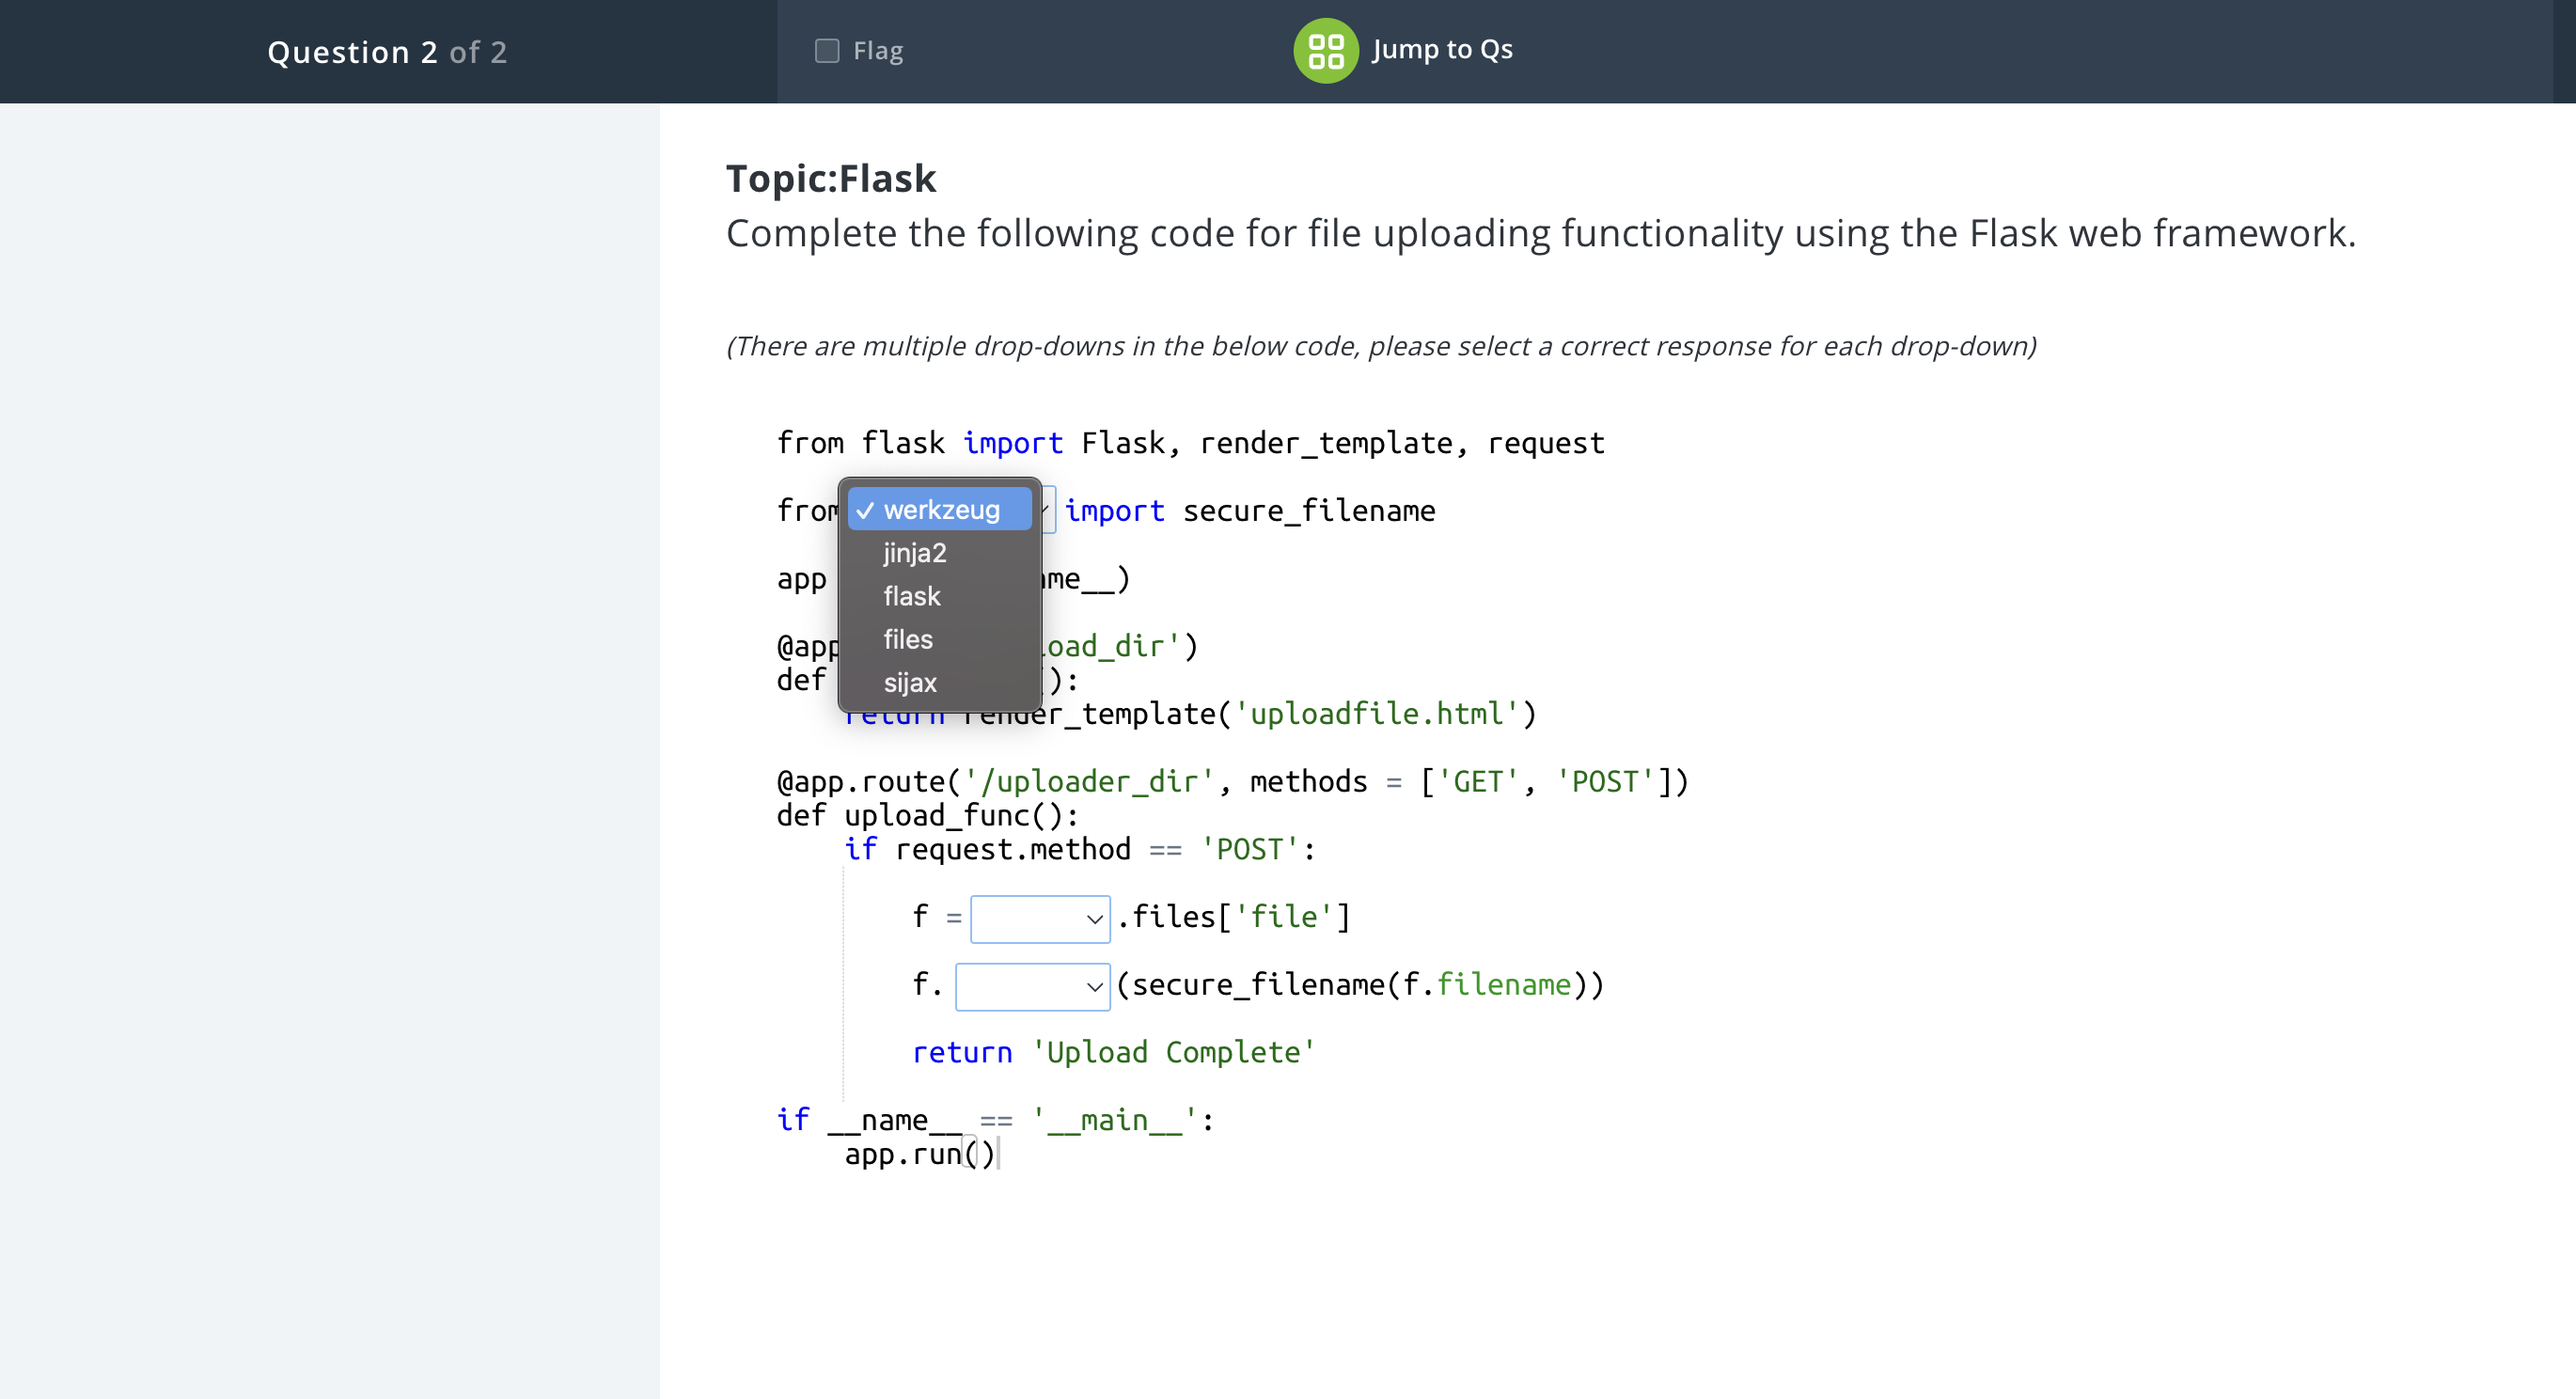 Question 2 of 2
Flag
Jump to Qs
Topic:Flask
Complete the following code for file uploading functionality using the Flask web framework.
(There are multiple drop-downs in the below code, please select a correct response for each drop-down)
from flask import Flask, render_template, request
from import secure_filename
✓ werkzeug
jinja2
flask
files
sijax
app me__)
@app oad_dir')
def ():
return render_template('uploadfile.html')
@app.route('/uploader_dir', methods = ['GET', 'POST'])
def upload_func():
if request.method == 'POST':
f = .files['file']
f. (secure_filename(f.filename))
return 'Upload Complete'
if __name__ == '__main__':
app.run()